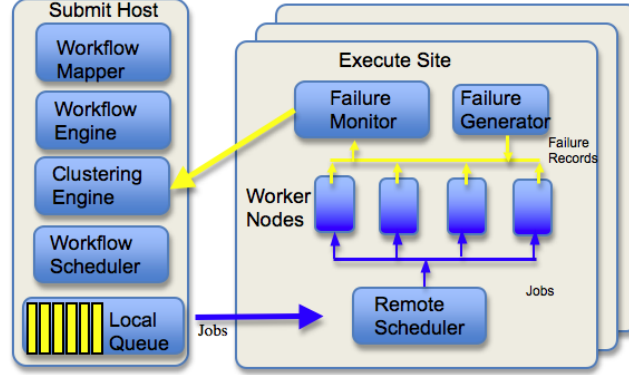 Submit Host
Workflow
Mapper
Workflow
Engine
Clustering
Engine
Workflow
Scheduler
Local
Queue
Jobs
Execute Site
Failure
Monitor
Failure
Generator
Failure
Records
Worker
Nodes
Jobs
Remote
Scheduler